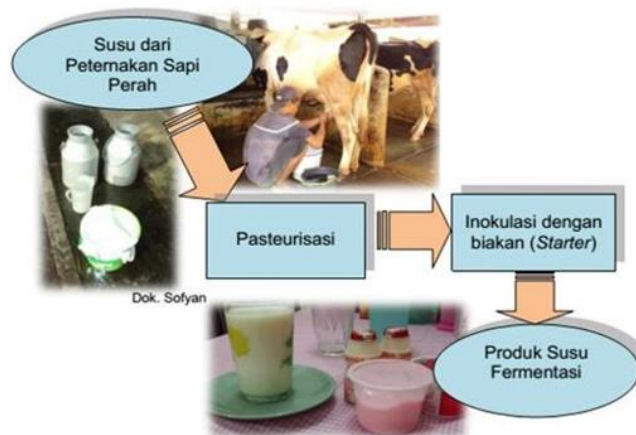 Susu dari
Peternakan Sapi
Perah
Pasteurisasi
Inokulasi dengan
biakan (Starter)
Dok. Sofyan
Produk Susu
Fermentasi